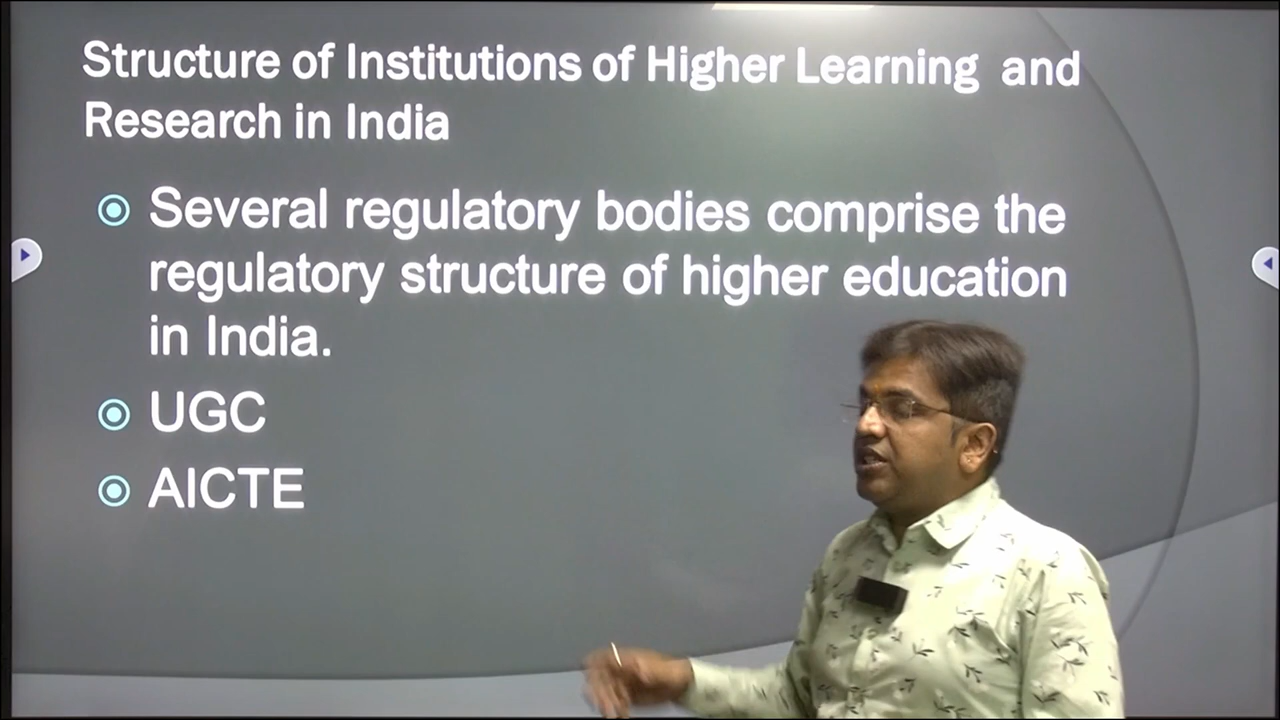 Structure of Institutions of Higher Learning and
Research in India
Several regulatory bodies comprise the
regulatory structure of higher education
in India.
UGC
AICTE